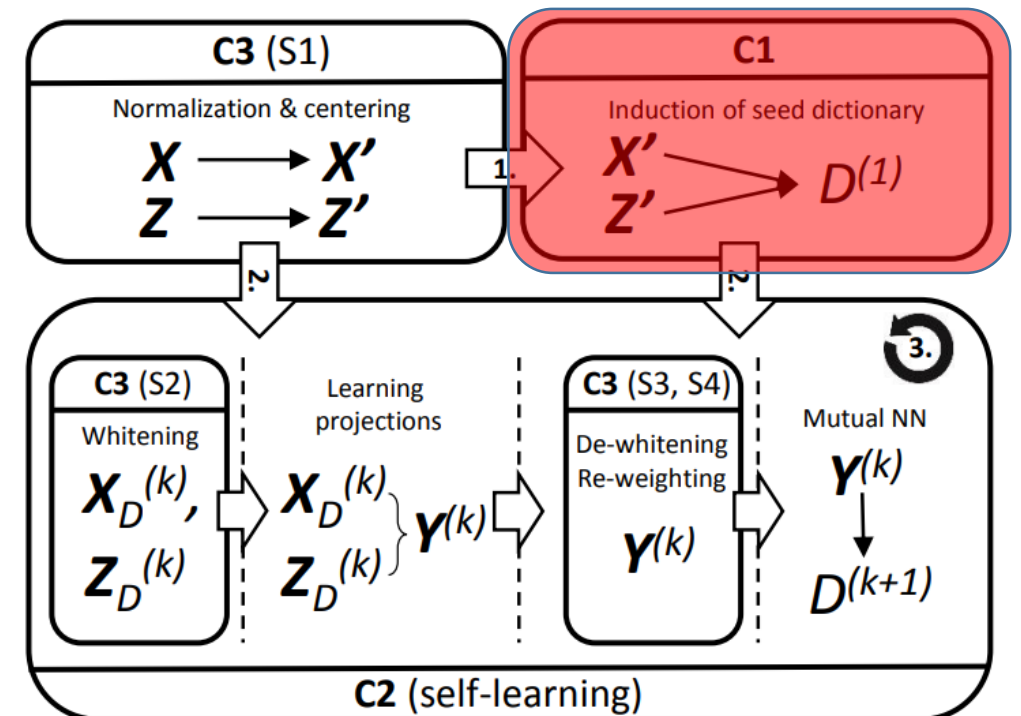 C3 (S1)
Normalization & centering
X X'
Z Z'
1.
C1
Induction of seed dictionary
X'
Z'
D(1)
2.
2.
3.
C3 (S2)
Whitening
XD(k),
ZD(k)
Learning
projections
XD(k)
ZD(k)
Y(k)
C3 (S3, S4)
De-whitening
Re-weighting
Y(k)
Mutual NN
Y(k)
D(k+1)
C2 (self-learning)